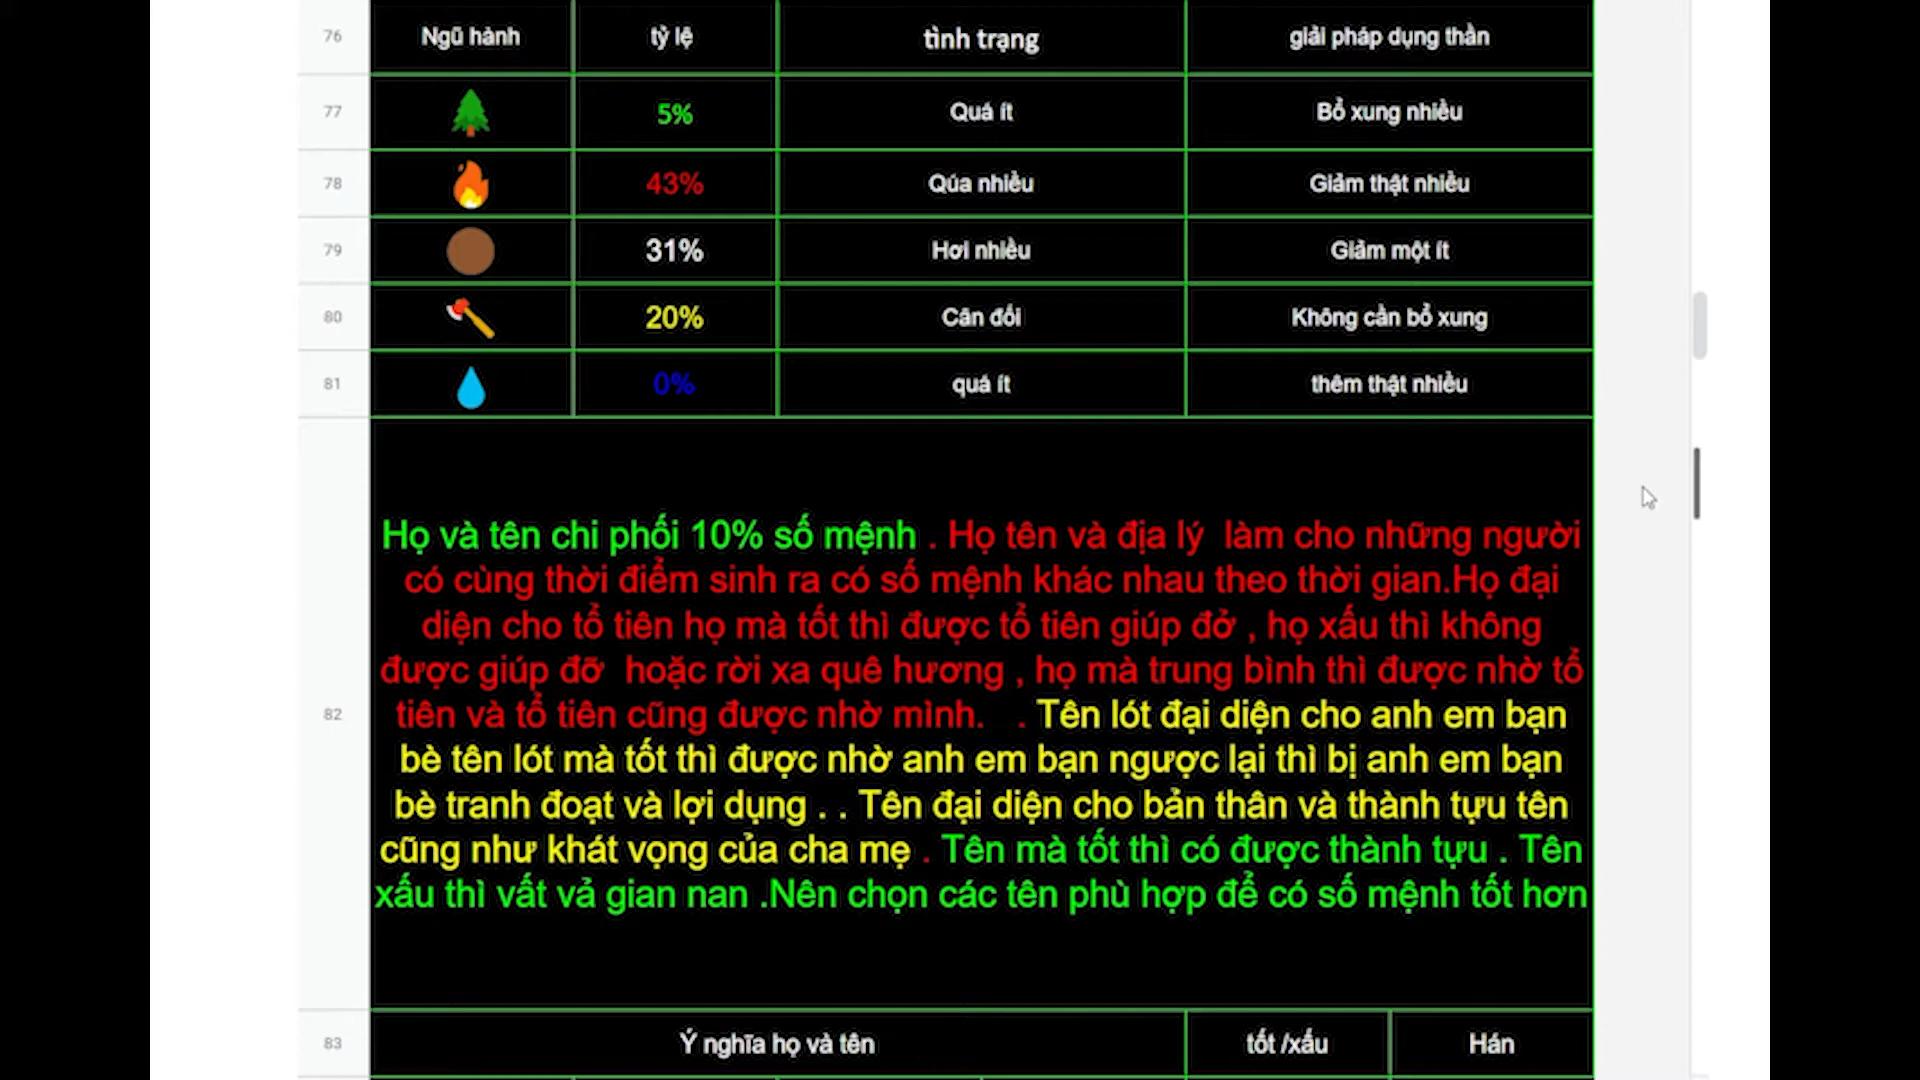 76 Ngũ hành tỷ lệ tình trạng giải pháp dụng thần
77 5% Quá ít Bổ xung nhiều
78 43% Qúa nhiều Giảm thật nhiều
79 31% Hơi nhiều Giảm một ít
80 20% Cân đối Không cần bổ xung
81 0% quá ít thêm thật nhiều
Họ và tên chi phối 10% số mệnh . Họ tên và địa lý làm cho những người
có cùng thời điểm sinh ra có số mệnh khác nhau theo thời gian.Họ đại
diện cho tổ tiên họ mà tốt thì được tổ tiên giúp đở , họ xấu thì không
được giúp đỡ hoặc rời xa quê hương , họ mà trung bình thì được nhờ tổ
82 tiên và tổ tiên cũng được nhờ mình. . Tên lót đại diện cho anh em bạn
bè tên lót mà tốt thì được nhờ anh em bạn ngược lại thì bị anh em bạn
bè tranh đoạt và lợi dụng . . Tên đại diện cho bản thân và thành tựu tên
cũng như khát vọng của cha mẹ . Tên mà tốt thì có được thành tựu . Tên
xấu thì vất vả gian nan .Nên chọn các tên phù hợp để có số mệnh tốt hơn
83 Ý nghĩa họ và tên tốt /xấu Hán